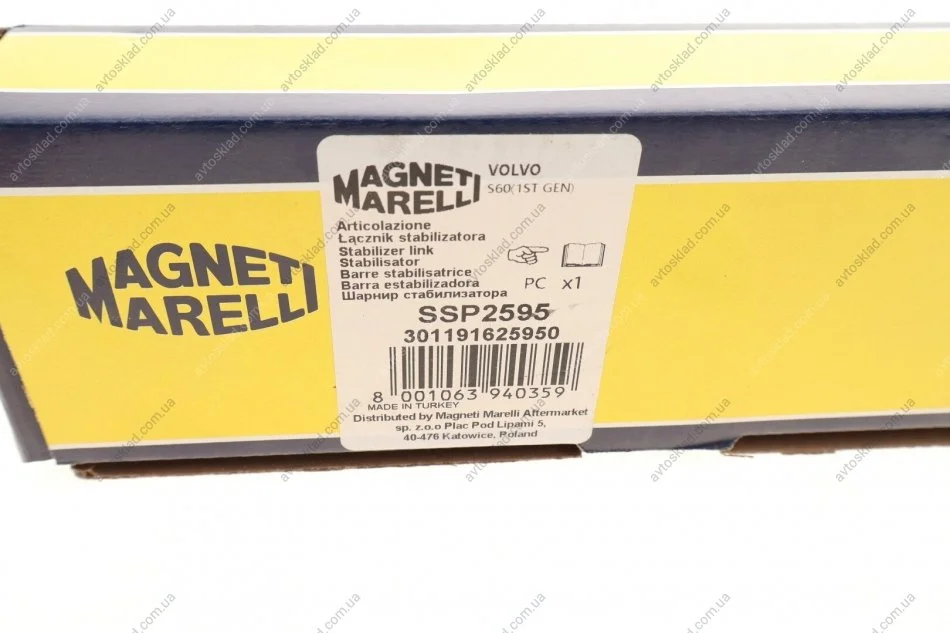 MAGNETI
MARELLI
MAGNETI
MARELLI
VOLVO
S60(1ST GEN)
Articolazione
Łącznik stabilizatora
Stabilizer link
Stabilisator
Barre stabilisatrice
Barra estabilizadora
Шарнир стабилизатора
PC x1
SSP2595
301191625950
8 001063 940359
MADE IN TURKEY
Distributed by Magneti Marelli Aftermarket
sp. z.o.o Plac Pod Lipami 5,
40-476 Katowice, Poland
avtosklad.com.ua